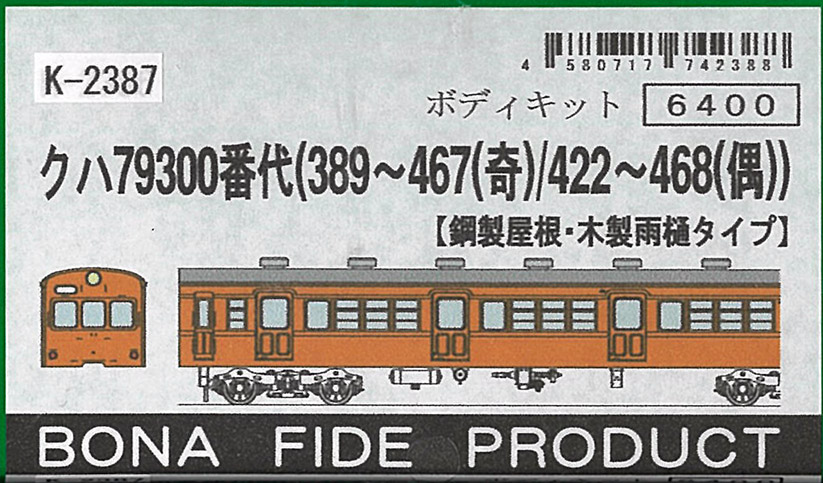 K-2387
4 580717 742388
ボディキット 6400
クハ79300番代(389～467(奇)/422～468(偶))
【鋼製屋根・木製雨樋タイプ】
BONA FIDE PRODUCT